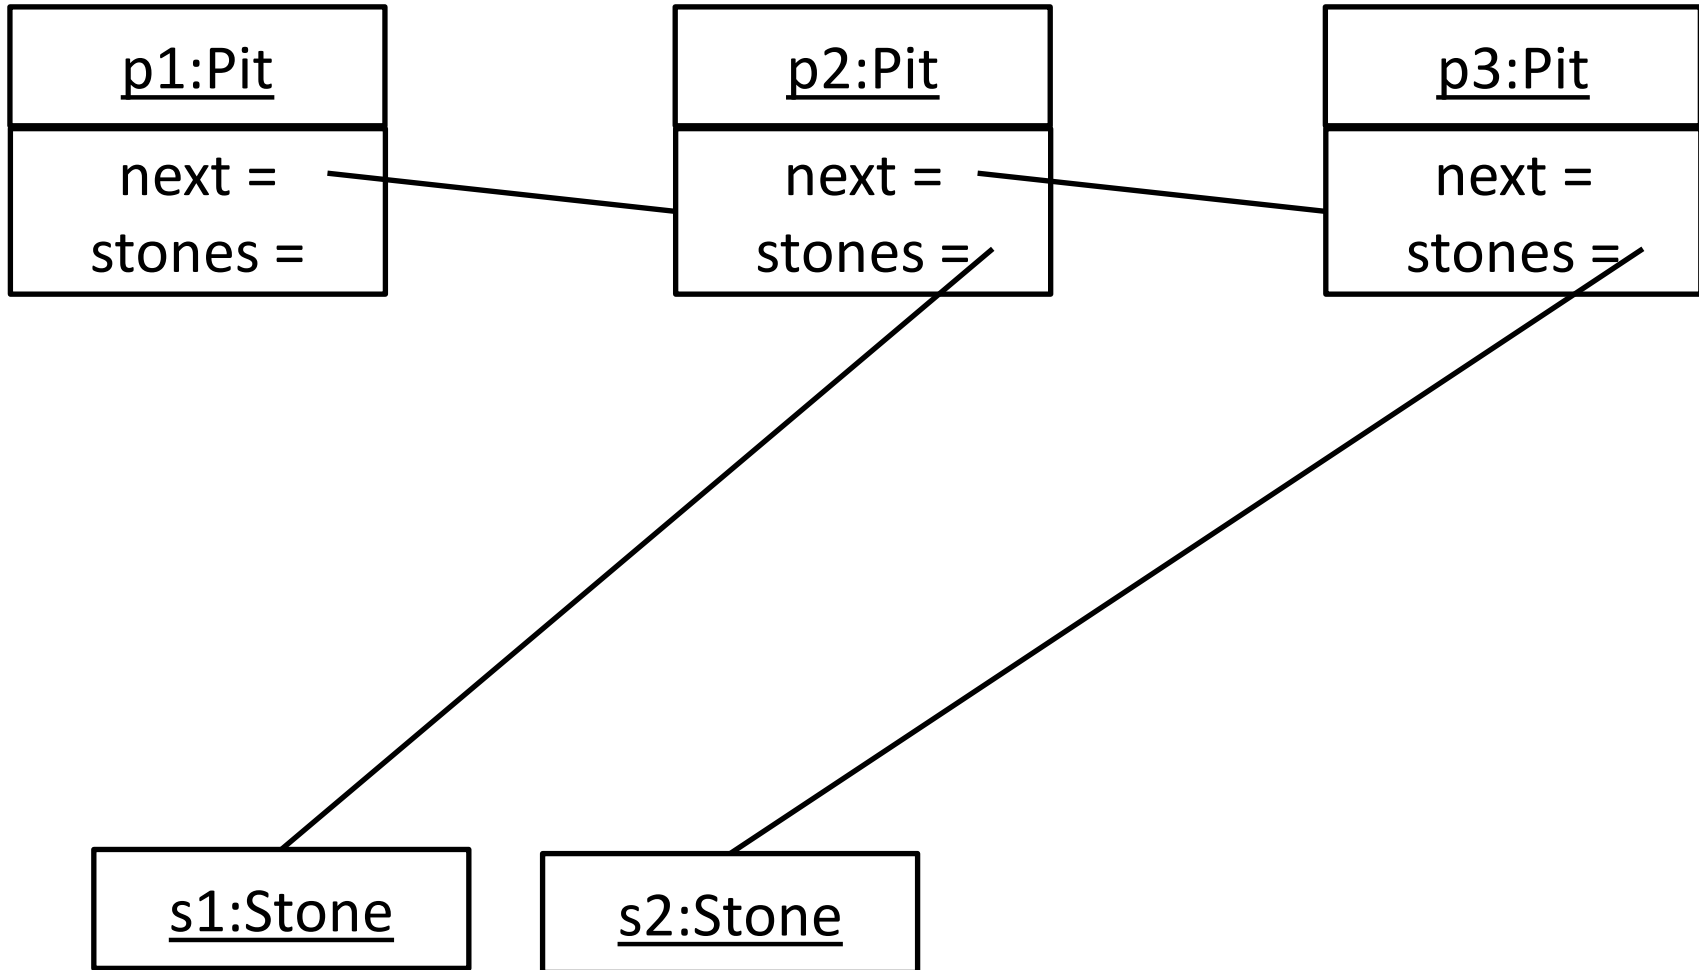 p1:Pit
next =
stones =
p2:Pit
next =
stones =
p3:Pit
next =
stones =
s1:Stone
s2:Stone